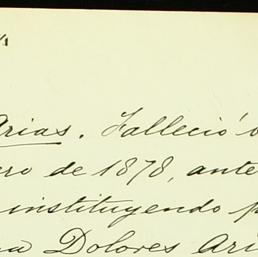 Arias. Falleció
ero de 1878, ante
instituyendo
Dolores Ari